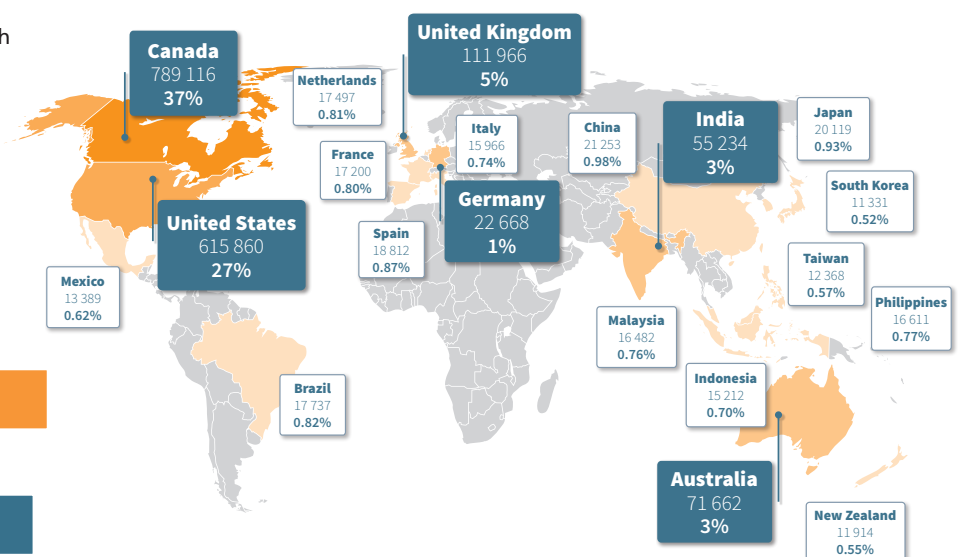 h
Canada
789 116
37%
United Kingdom
111 966
5%
Netherlands
17 497
0.81%
Italy
15 966
0.74%
China
21 253
0.98%
India
55 234
3%
Japan
20 119
0.93%
France
17 200
0.80%
South Korea
11 331
0.52%
Germany
22 668
1%
United States
615 860
27%
Spain
18 812
0.87%
Taiwan
12 368
0.57%
Mexico
13 389
0.62%
Philippines
16 611
0.77%
Malaysia
16 482
0.76%
Indonesia
15 212
0.70%
Brazil
17 737
0.82%
Australia
71 662
3%
New Zealand
11 914
0.55%